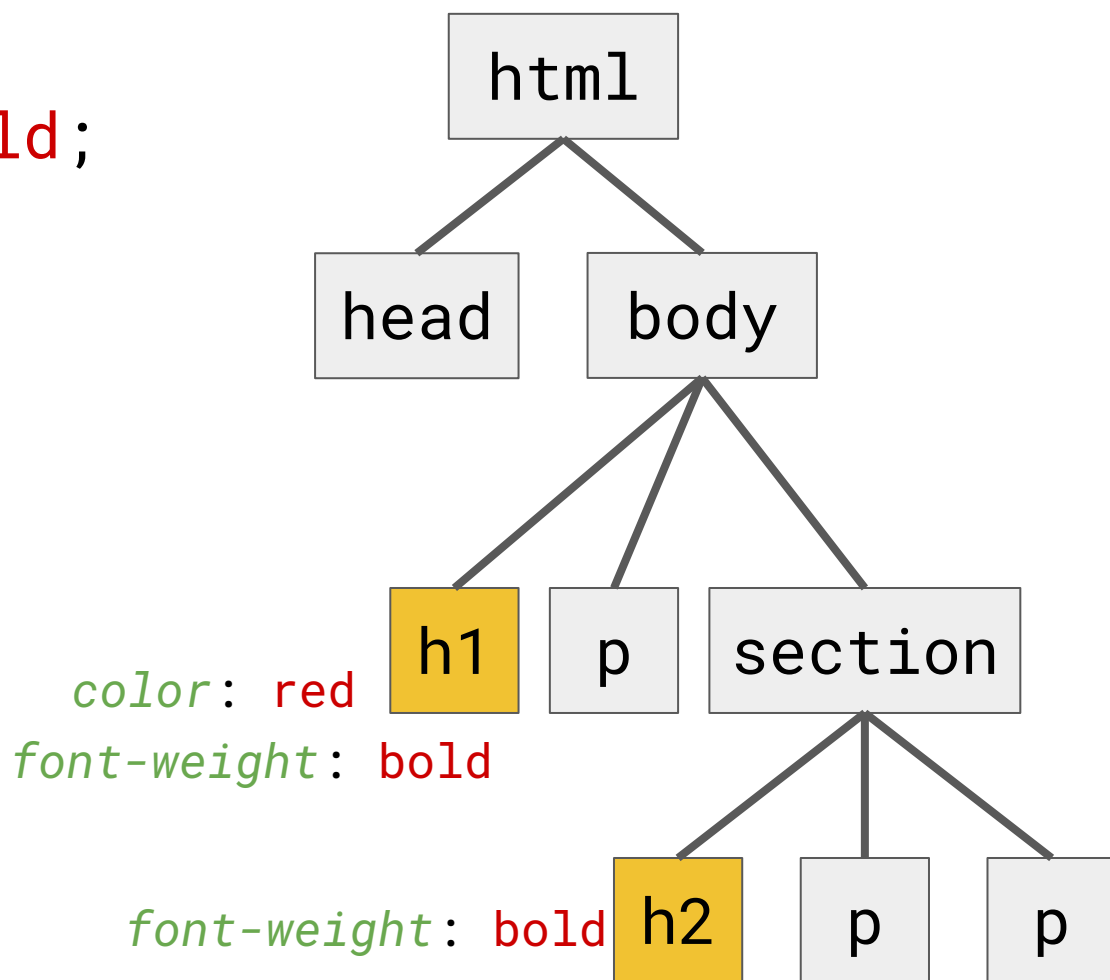 html
ld;
head body
h1 p section
color: red
font-weight: bold
font-weight: bold h2 p p